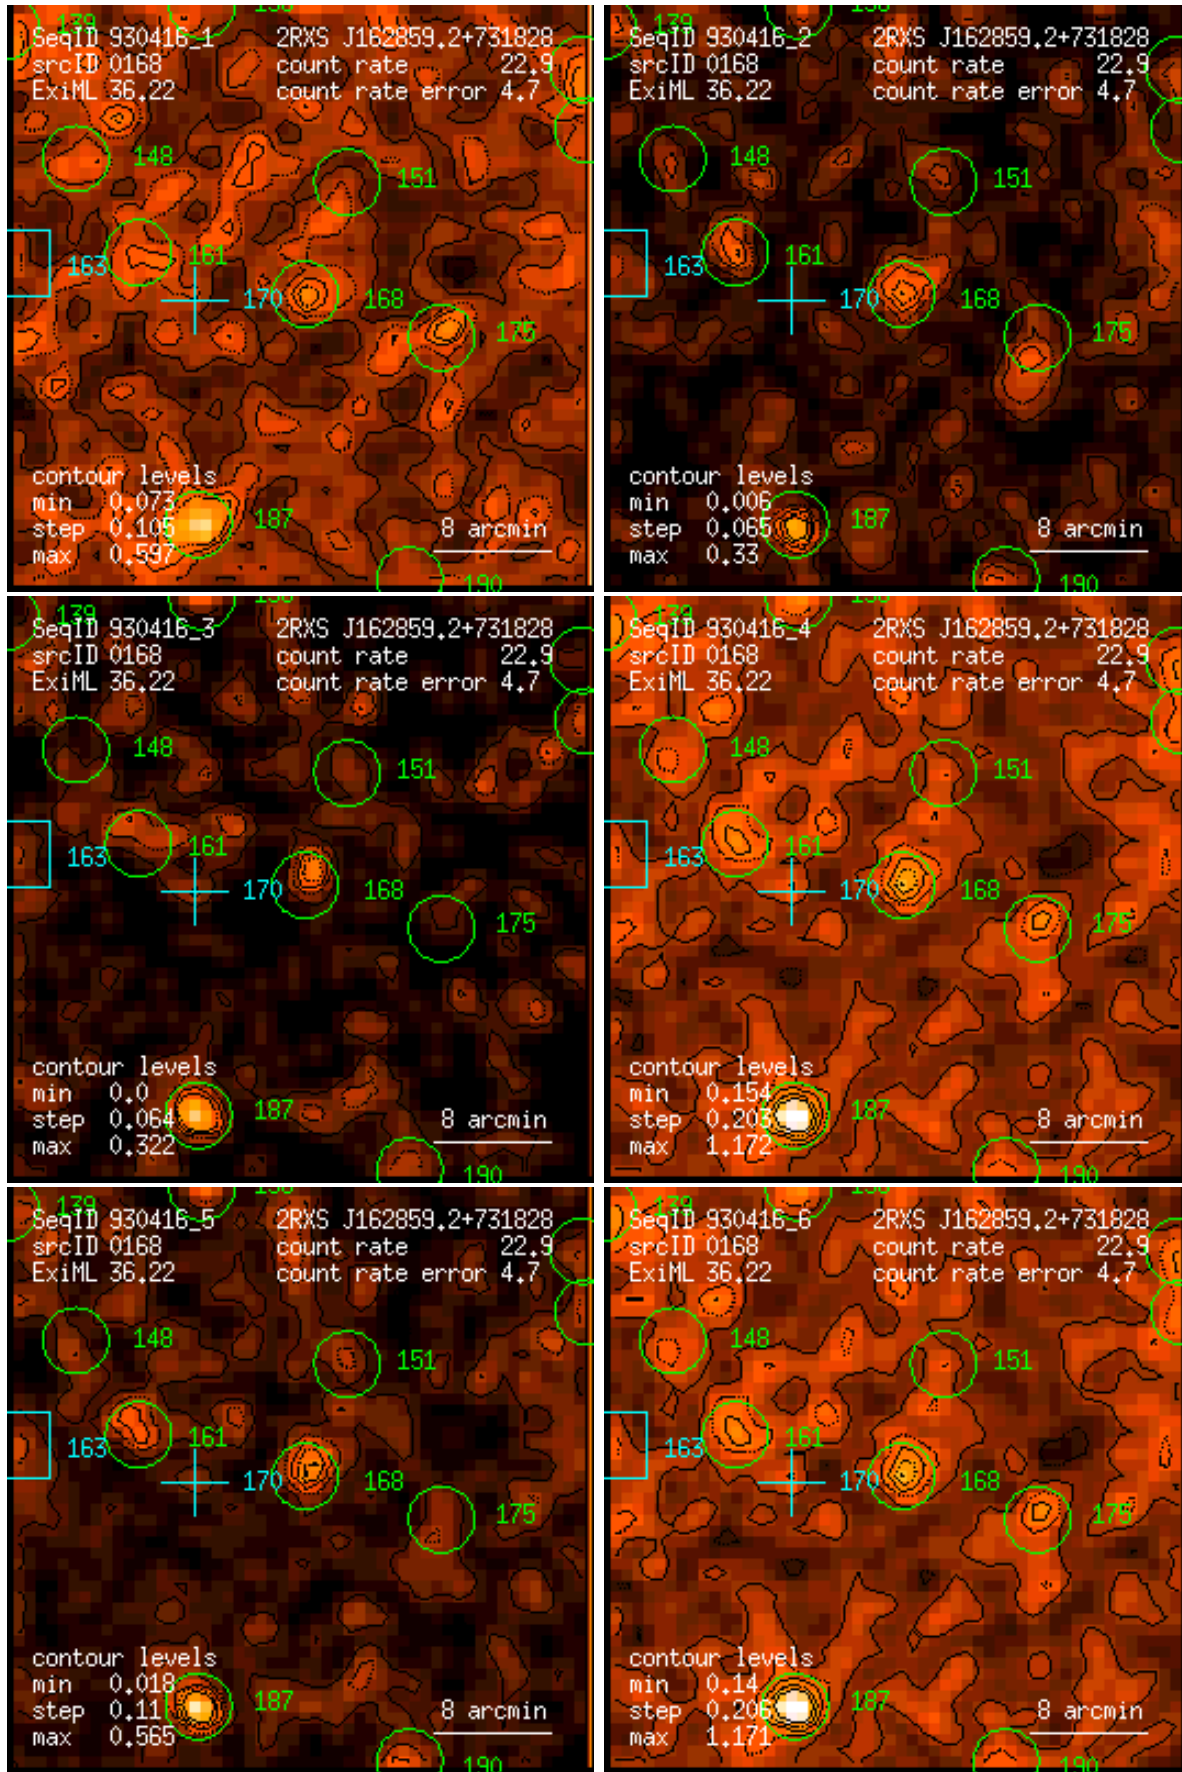 139
SeqID 930416_1 2RXS J162859.2+731828
srcID 0168 count rate 22.9
ExiML 36.22 count rate error 4.7
148
151
161
163
170 168
175
contour levels
min 0.073
step 0.105 187 8 arcmin
max 0.597
190
139
SeqID 930416_2 2RXS J162859.2+731828
srcID 0168 count rate 22.9
ExiML 36.22 count rate error 4.7
148
151
161
163
170 168
175
contour levels
min 0.006
step 0.065 187 8 arcmin
max 0.33
190
139
SeqID 930416_3 2RXS J162859.2+731828
srcID 0168 count rate 22.9
ExiML 36.22 count rate error 4.7
148
151
161
163
170 168
175
contour levels
min 0.0
step 0.064 187 8 arcmin
max 0.322
190
139
SeqID 930416_4 2RXS J162859.2+731828
srcID 0168 count rate 22.9
ExiML 36.22 count rate error 4.7
148
151
161
163
170 168
175
contour levels
min 0.154
step 0.203 187 8 arcmin
max 1.172
190
139
SeqID 930416_5 2RXS J162859.2+731828
srcID 0168 count rate 22.9
ExiML 36.22 count rate error 4.7
148
151
161
163
170 168
175
contour levels
min 0.018
step 0.11 187 8 arcmin
max 0.565
190
139
SeqID 930416_6 2RXS J162859.2+731828
srcID 0168 count rate 22.9
ExiML 36.22 count rate error 4.7
148
151
161
163
170 168
175
contour levels
min 0.14
step 0.206 187 8 arcmin
max 1.171
190